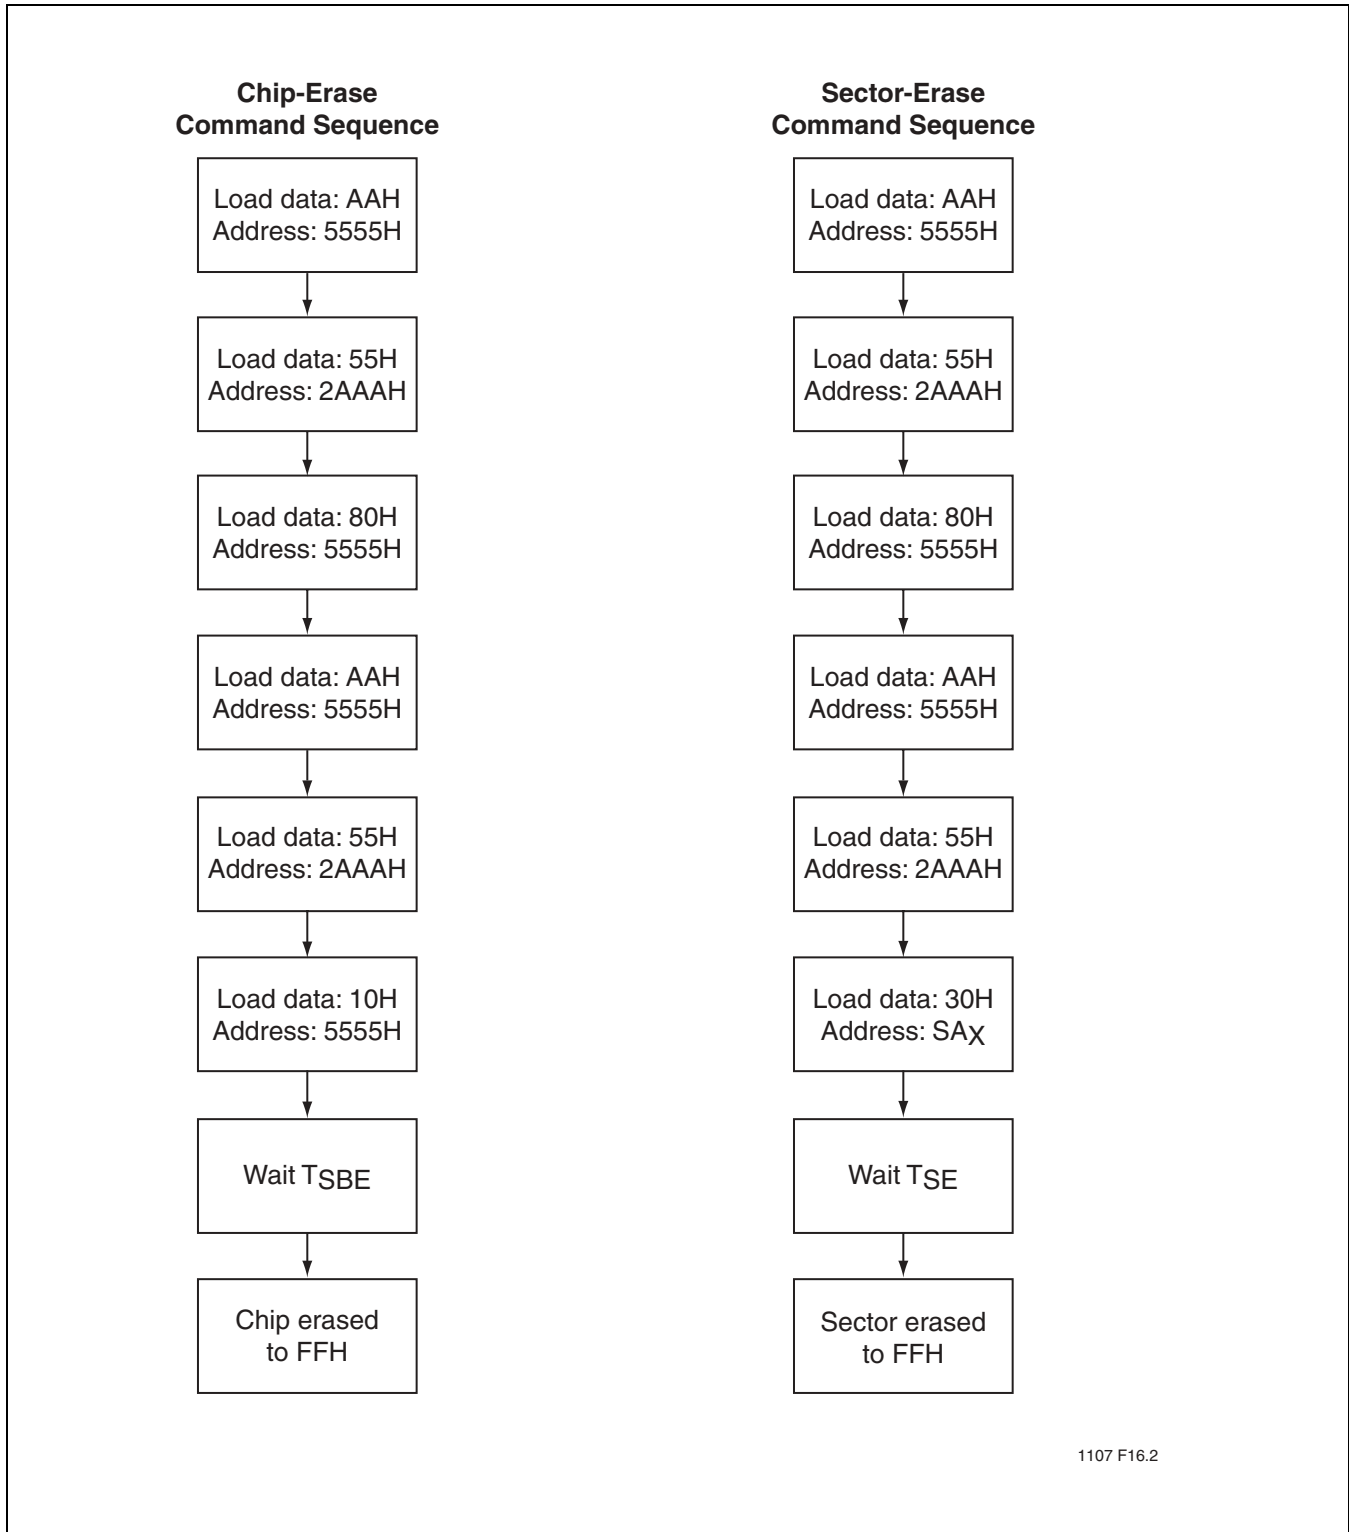 Chip-Erase
Command Sequence
Load data: AAH
Address: 5555H
Load data: 55H
Address: 2AAAH
Load data: 80H
Address: 5555H
Load data: AAH
Address: 5555H
Load data: 55H
Address: 2AAAH
Load data: 10H
Address: 5555H
Wait TSBE
Chip erased
to FFH
Sector-Erase
Command Sequence
Load data: AAH
Address: 5555H
Load data: 55H
Address: 2AAAH
Load data: 80H
Address: 5555H
Load data: AAH
Address: 5555H
Load data: 55H
Address: 2AAAH
Load data: 30H
Address: SAX
Wait TSE
Sector erased
to FFH
1107 F16.2